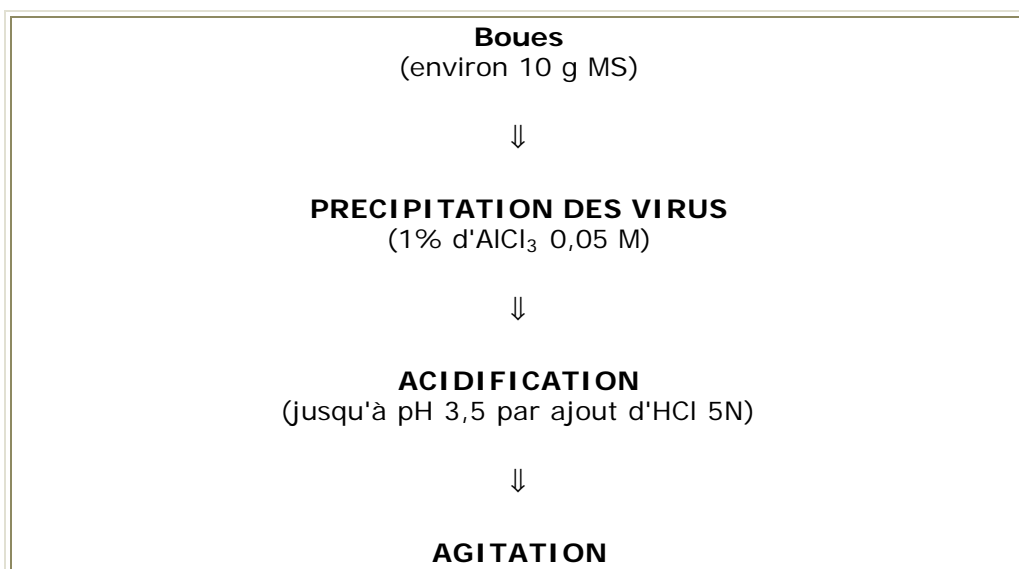 Boues
(environ 10 g MS)
⇓
PRECIPITATION DES VIRUS
(1% d'AlCl₃ 0,05 M)
⇓
ACIDIFICATION
(jusqu'à pH 3,5 par ajout d'HCl 5N)
⇓
AGITATION